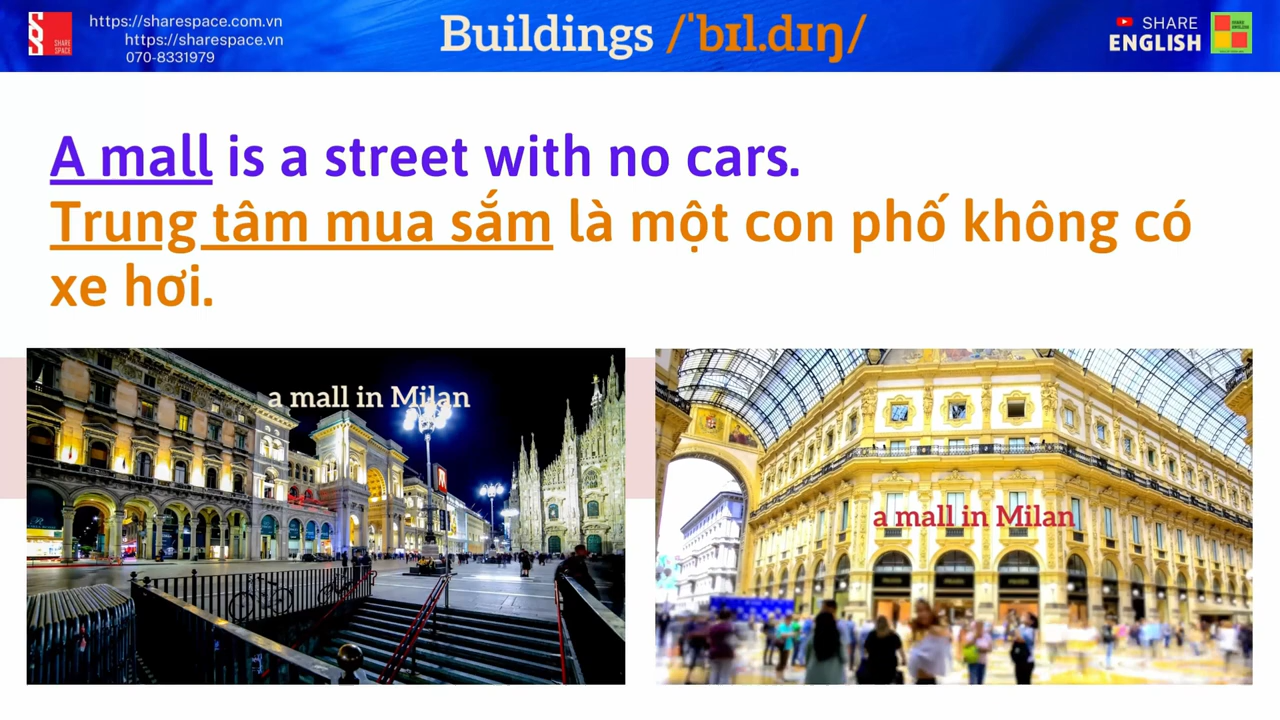 https://sharespace.com.vn
https://sharespace.vn
070-8331979
SHARE
SPACE
Buildings /ˈbɪl.dɪŋ/
SHARE
ENGLISH
A mall is a street with no cars.
Trung tâm mua sắm là một con phố không có
xe hơi.
a mall in Milan
a mall in Milan